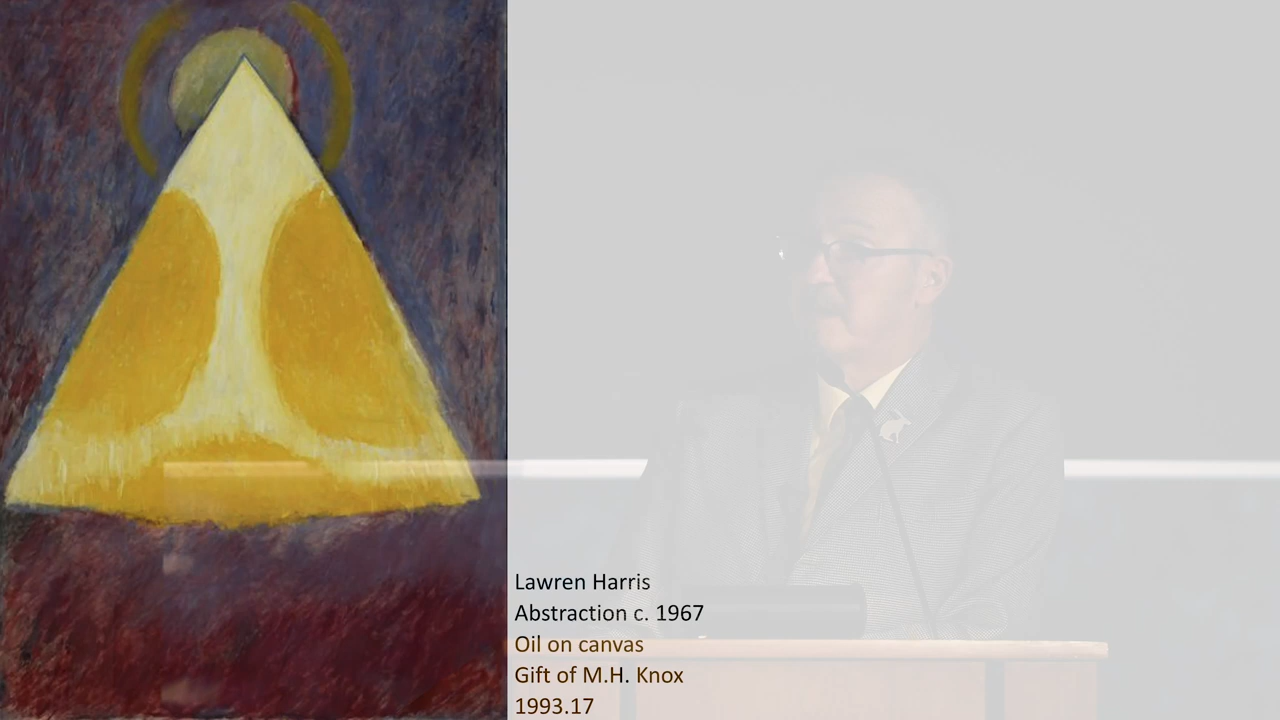 Lawren Harris
Abstraction c. 1967
Oil on canvas
Gift of M.H. Knox
1993.17